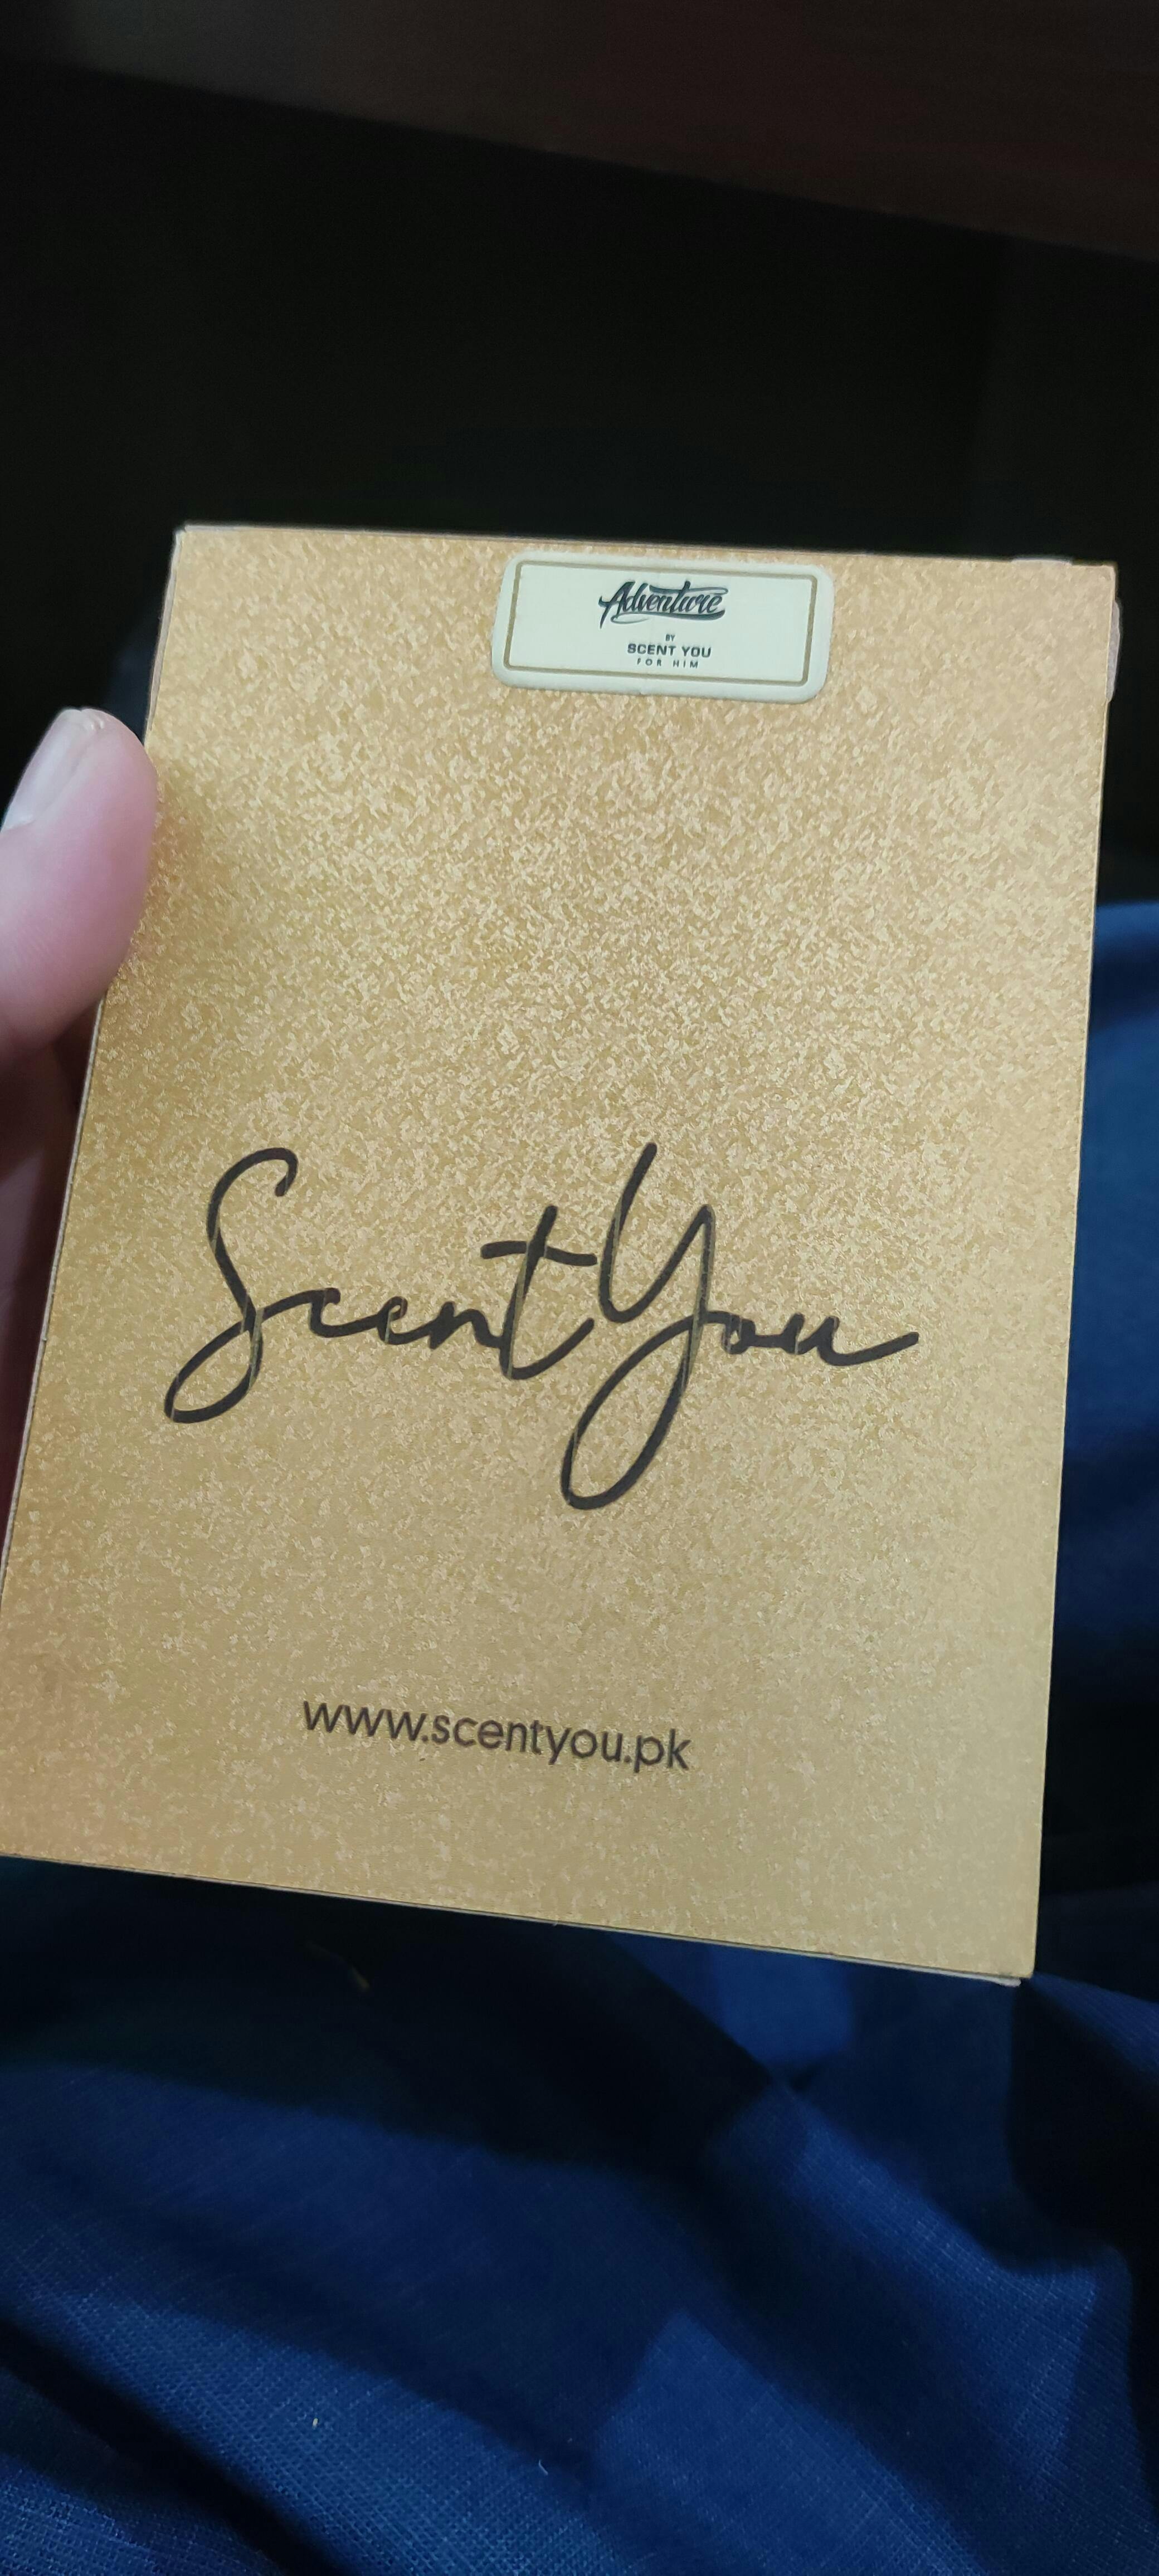 Adventure
BY
SCENT YOU
FOR HIM
ScentYou
www.scentyou.pk